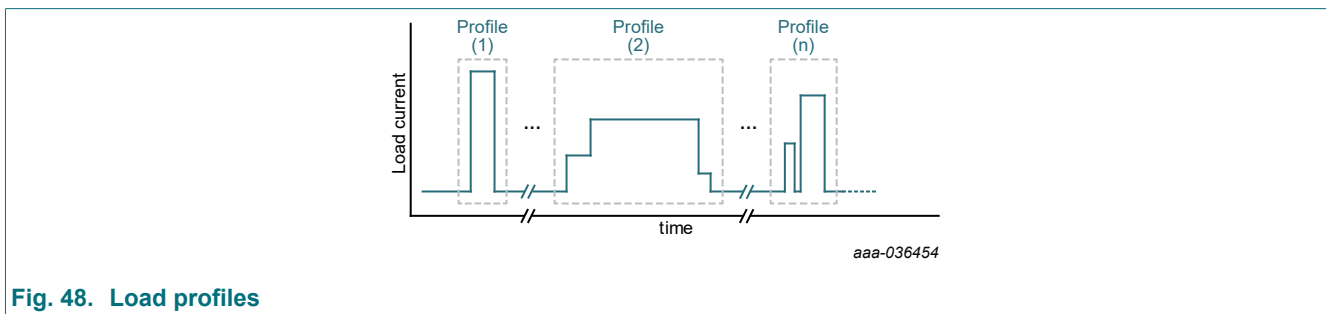 Profile
(1)
Profile
(2)
Profile
(n)
Load current
...
...
time
aaa-036454
Fig. 48. Load profiles